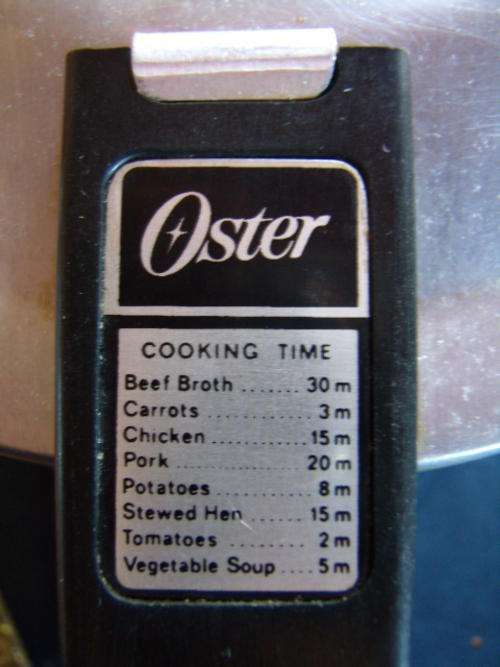 Oster
COOKING TIME
Beef Broth ....... 30 m
Carrots ............... 3 m
Chicken ............ 15 m
Pork .................. 20 m
Potatoes ............ 8 m
Stewed Hen ....... 15 m
Tomatoes ......... 2 m
Vegetable Soup .... 5 m